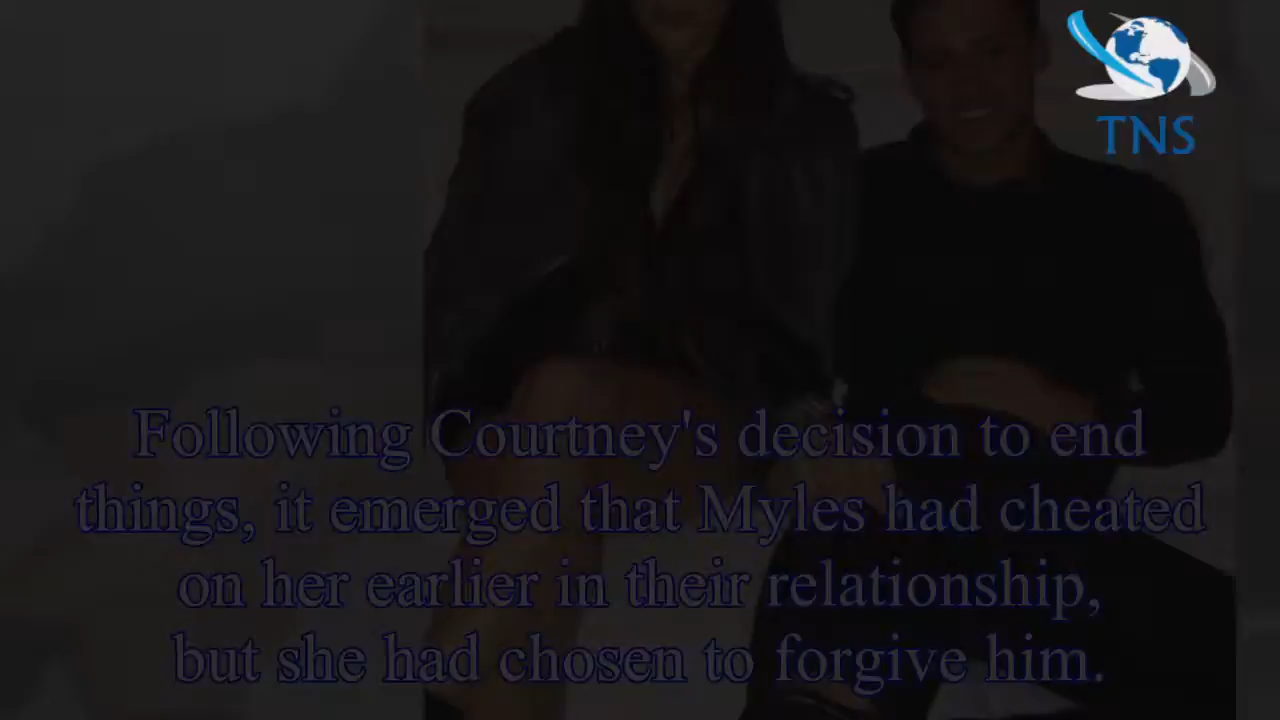 TNS
Following Courtney's decision to end
things, it emerged that Myles had cheated
on her earlier in their relationship,
but she had chosen to forgive him.